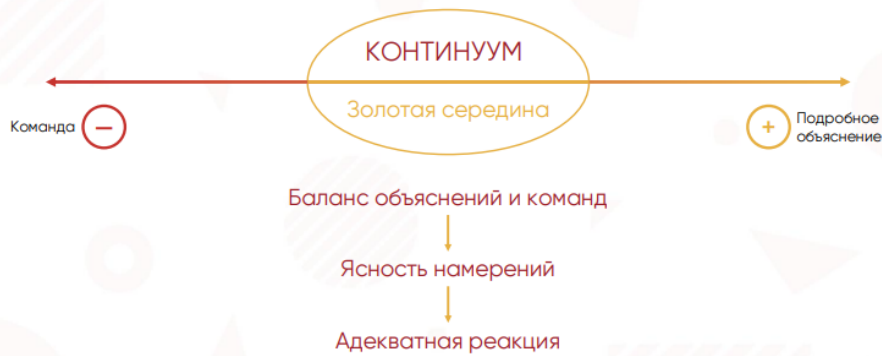 КОНТИНУУМ
Золотая середина
Команда
–
+
Подробное
объяснение
Баланс объяснений и команд
Ясность намерений
Адекватная реакция